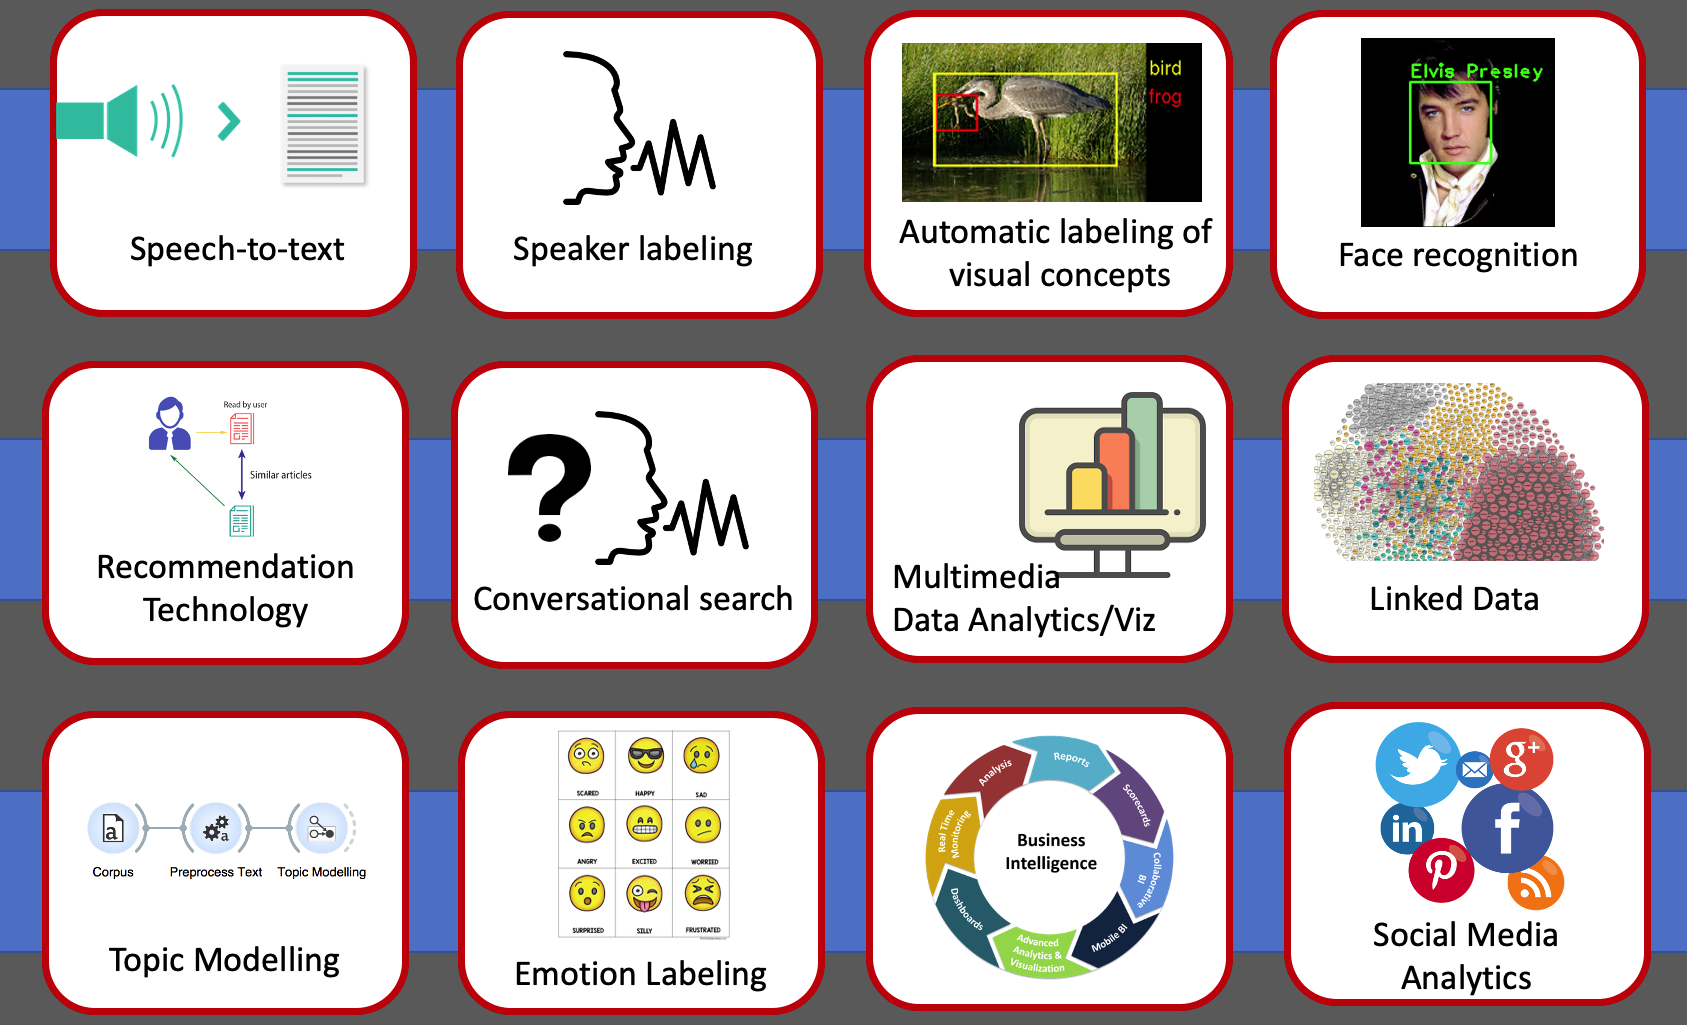 Speech-to-text
Speaker labeling
bird
frog
Automatic labeling of
visual concepts
Elvis Presley
Face recognition
Read by user
Similar articles
Recommendation
Technology
?
Conversational search
Multimedia
Data Analytics/Viz
Linked Data
a
a
Corpus
Preprocess Text
Topic Modelling
Topic Modelling
SCARED
HAPPY
SAD
ANGRY
EXCITED
WORRIED
SURPRISED
SILLY
FRUSTRATED
Emotion Labeling
Business
Intelligence
Reports
Scorecards
Collaborative
BI
Mobile BI
Advanced
Analytics &
Visualization
Dashboards
Real Time
Monitoring
Analysis
g+
in
f
Social Media
Analytics